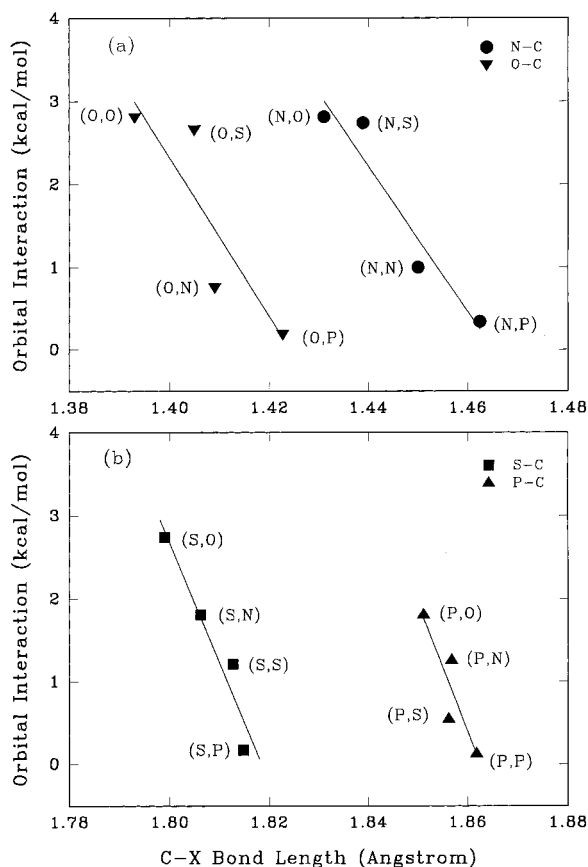 4
(a)
N-C
O-C
3
(O,O)
(O,S)
(N,O)
(N,S)
2
1
(O,N)
(N,N)
0
(O,P)
(N,P)
1.38 1.40 1.42 1.44 1.46 1.48
Orbital Interaction (kcal/mol)
4
(b)
S-C
P-C
3
(S,O)
2
(S,N)
(P,O)
(S,S)
(P,N)
1
(P,S)
(S,P)
0
(P,P)
1.78 1.80 1.82 1.84 1.86 1.88
Orbital Interaction (kcal/mol)
C-X Bond Length (Angstrom)